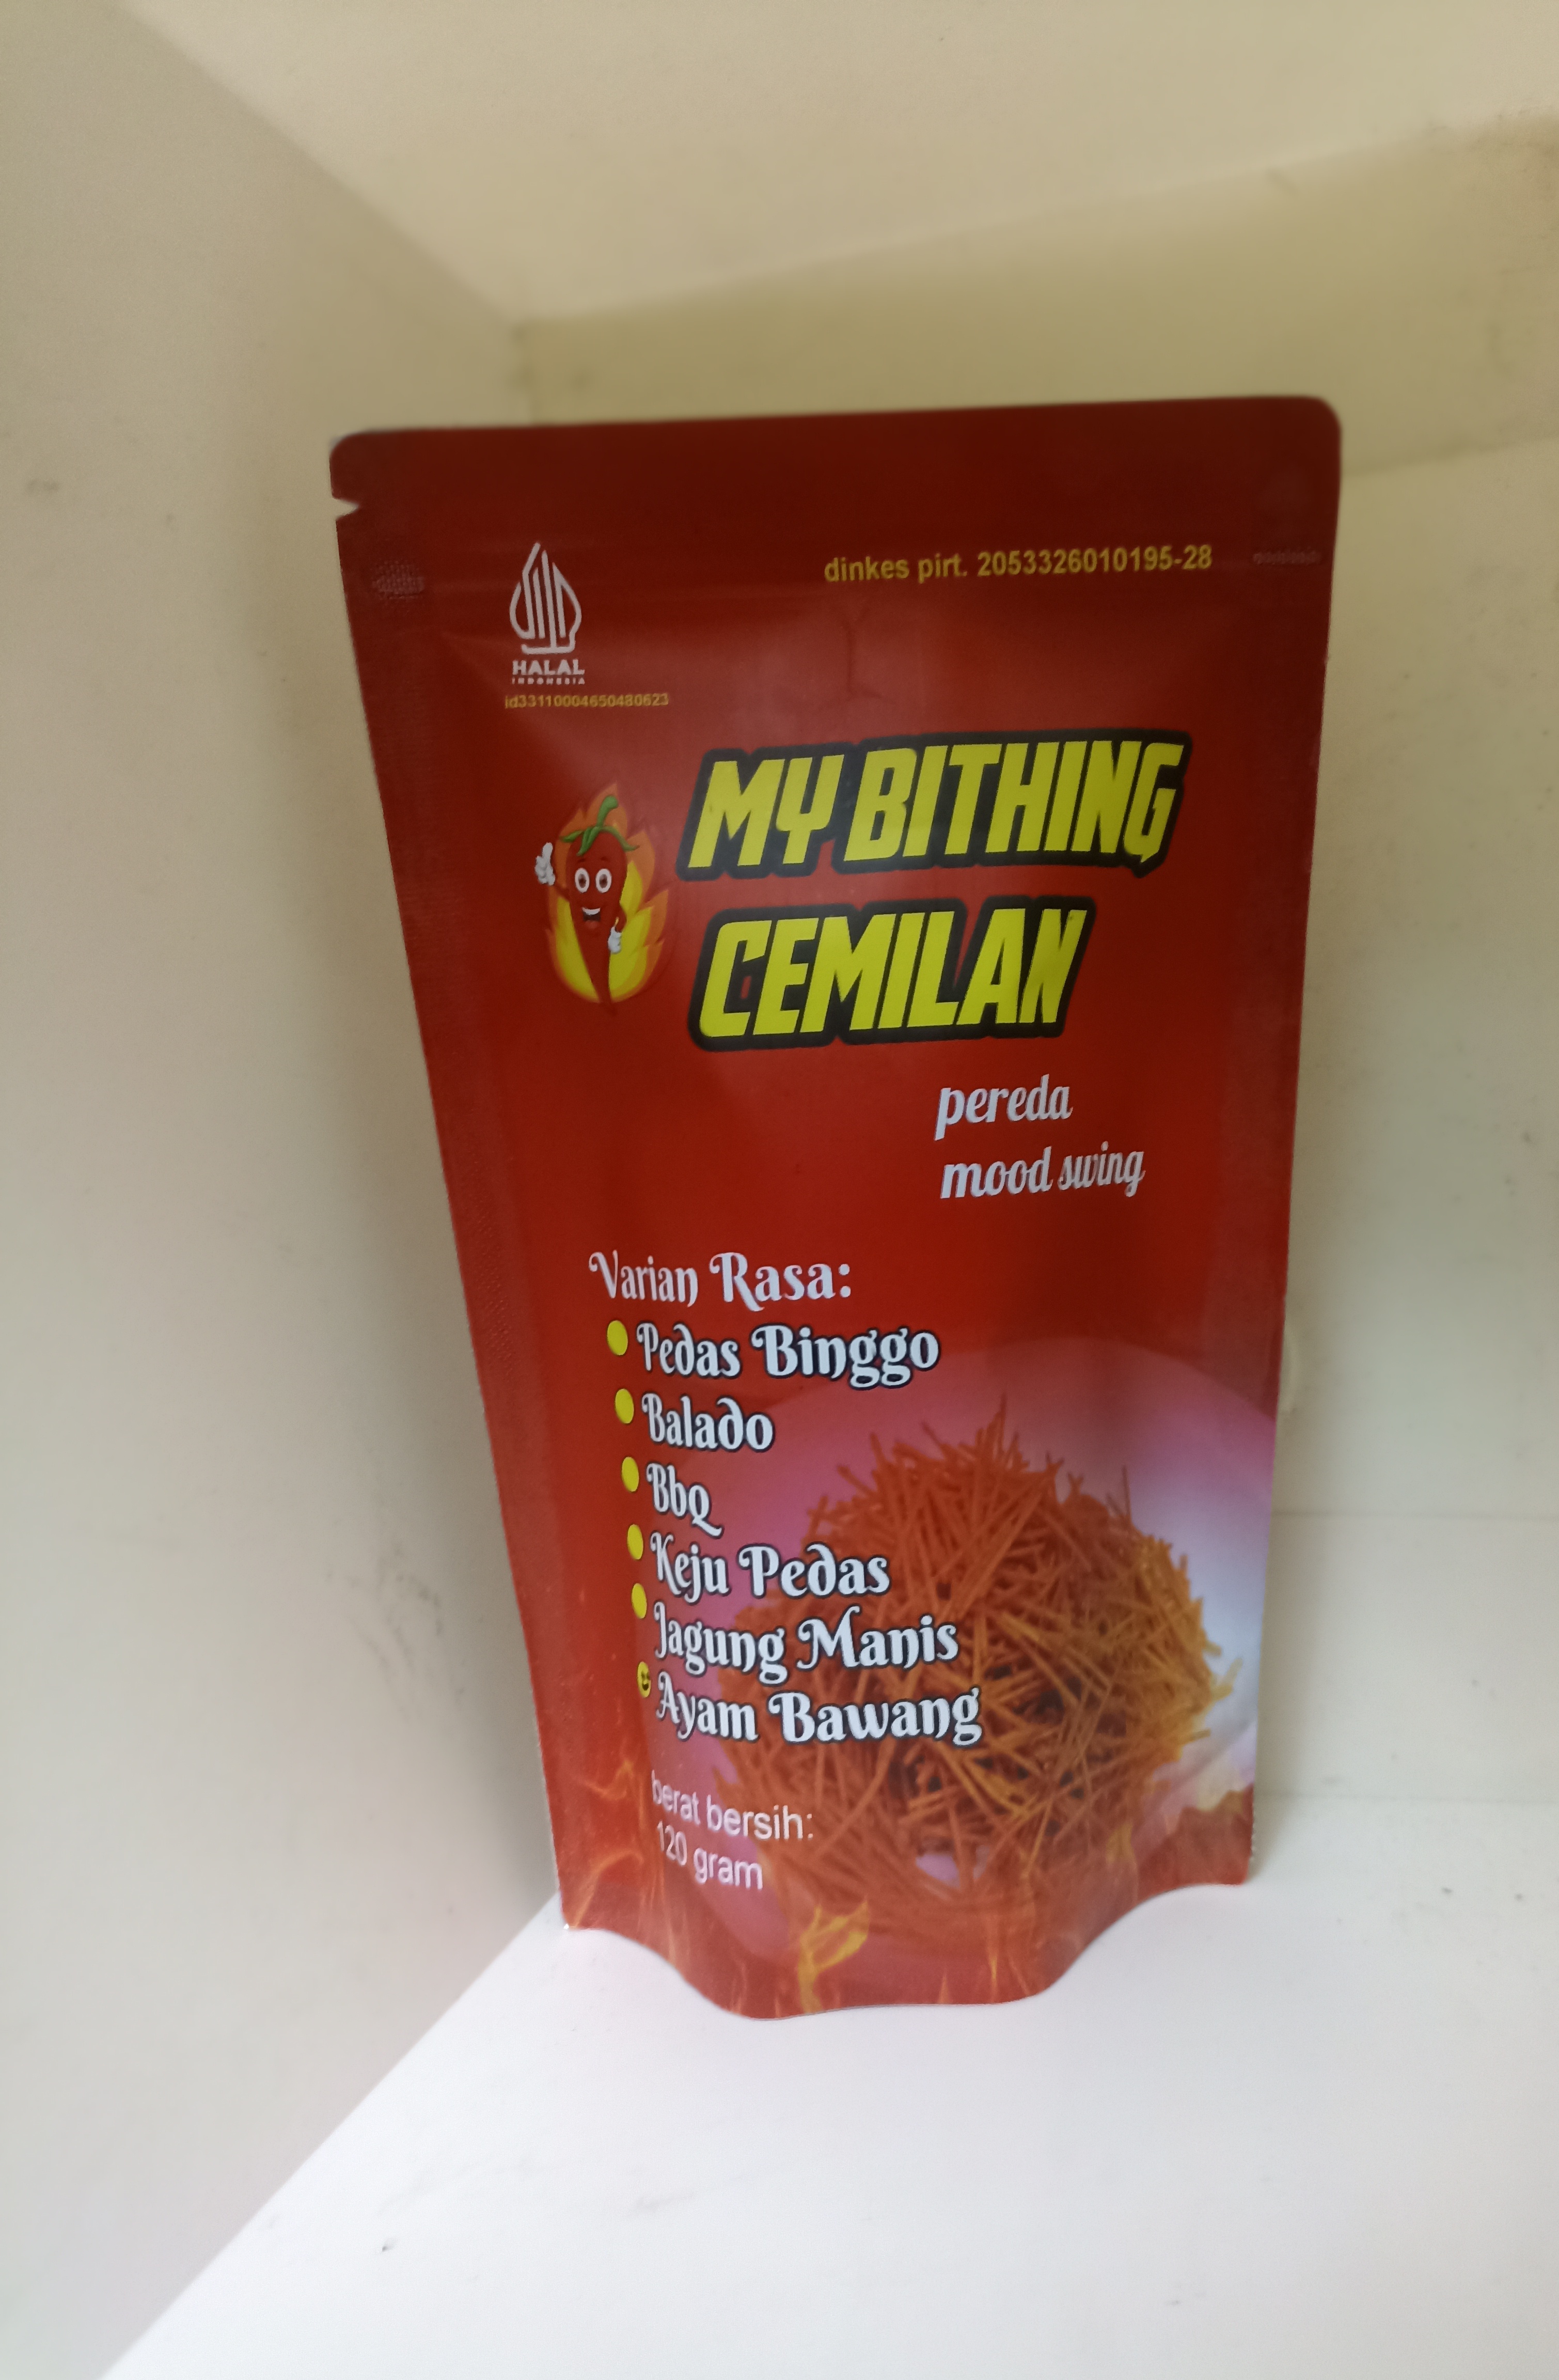 dinkes pirt. 2053326010195-28
HALAL
INDONESIA
id33110004650480623
MY BITHING
CEMILAN
pereda
mood swing
Varian Rasa:
Pedas Binggo
Balado
Bbq
Keju Pedas
Jagung Manis
Ayam Bawang
berat bersih:
120 gram